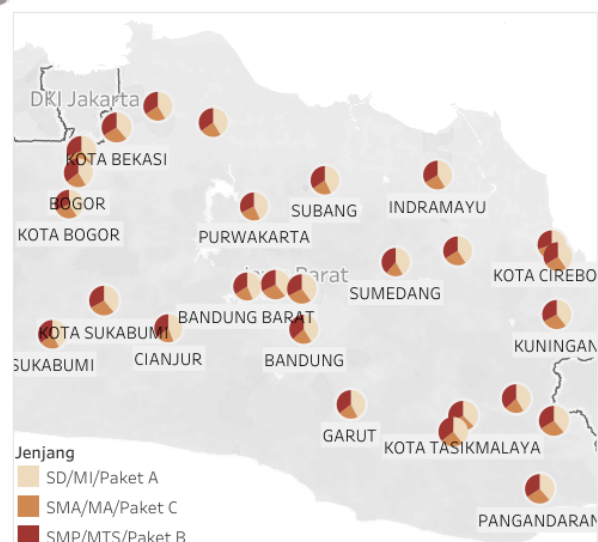 DKI Jakarta
KOTA BEKASI
BOGOR
KOTA BOGOR
SUBANG
INDRAMAYU
PURWAKARTA
KOTA CIREBO
Barat
SUMEDANG
BANDUNG BARAT
KOTA SUKABUMI
SUKABUMI
CIANJUR
BANDUNG
KUNINGAN
GARUT
KOTA TASIKMALAYA
PANGANDARAN
Jenjang
SD/MI/Paket A
SMA/MA/Paket C
SMP/MTS/Paket B